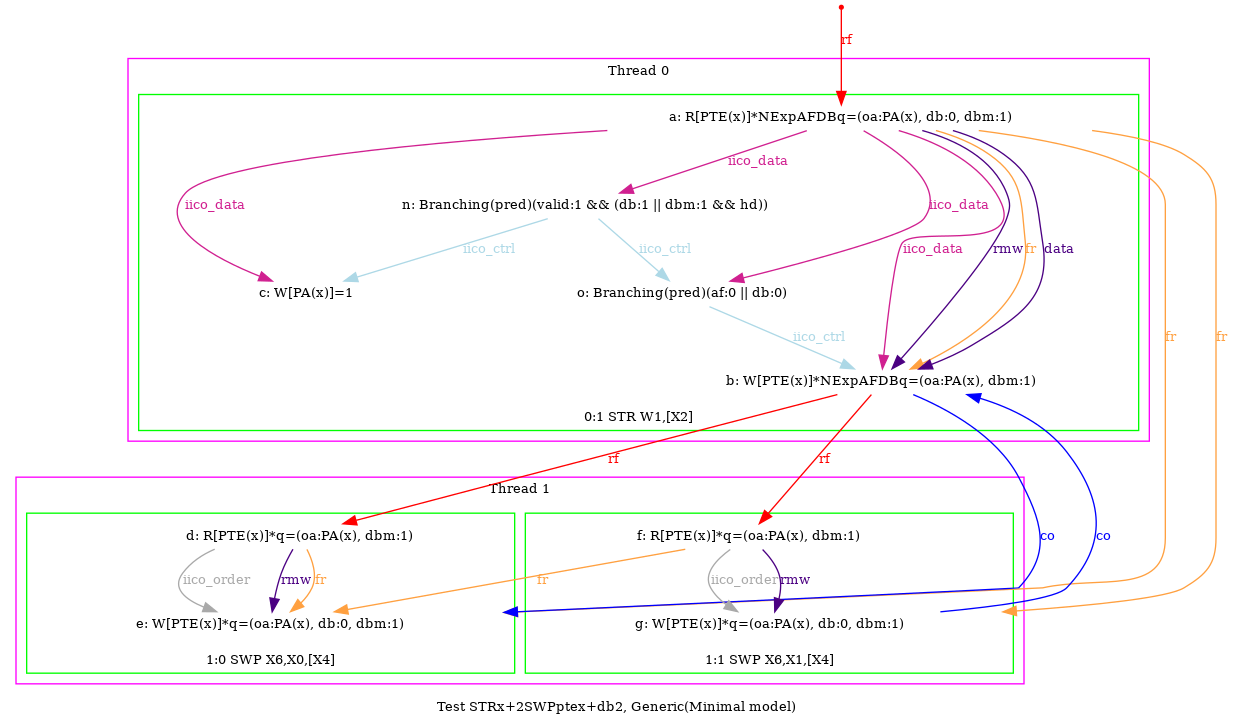 rf
Thread 0
a: R[PTE(x)]*NExpAFDBq=(oa:PA(x), db:0, dbm:1)
iico_data
n: Branching(pred)(valid:1 && (db:1 || dbm:1 && hd))
iico_data
iico_data
iico_ctrl
iico_ctrl
iico_data
rmw
fr
data
c: W[PA(x)]=1
o: Branching(pred)(af:0 || db:0)
iico_ctrl
fr
fr
b: W[PTE(x)]*NExpAFDBq=(oa:PA(x), dbm:1)
0:1 STR W1,[X2]
rf
rf
Thread 1
d: R[PTE(x)]*q=(oa:PA(x), dbm:1)
f: R[PTE(x)]*q=(oa:PA(x), dbm:1)
co
co
iico_order
rmw
fr
fr
iico_order
rmw
e: W[PTE(x)]*q=(oa:PA(x), db:0, dbm:1)
g: W[PTE(x)]*q=(oa:PA(x), db:0, dbm:1)
1:0 SWP X6,X0,[X4]
1:1 SWP X6,X1,[X4]
Test STRx+2SWPptex+db2, Generic(Minimal model)